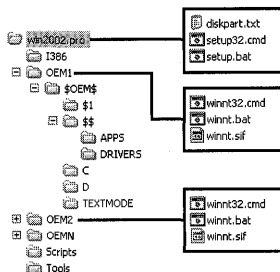 win2002.pro
I386
OEM1
$OEM$
$1
$$
APPS
DRIVERS
C
D
TEXTMODE
OEM2
OEMN
Scripts
Tools
diskpart.txt
setup32.cmd
setup.bat
winnt32.cmd
winnt.bat
winnt.sif
winnt32.cmd
winnt.bat
winnt.sif